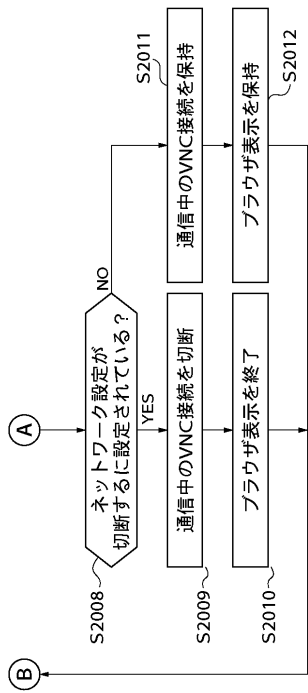 A
S2008
ネットワーク設定が
切断するに設定されている？
NO
YES
S2009
通信中のVNC接続を切断
S2011
通信中のVNC接続を保持
S2010
ブラウザ表示を終了
S2012
ブラウザ表示を保持
B